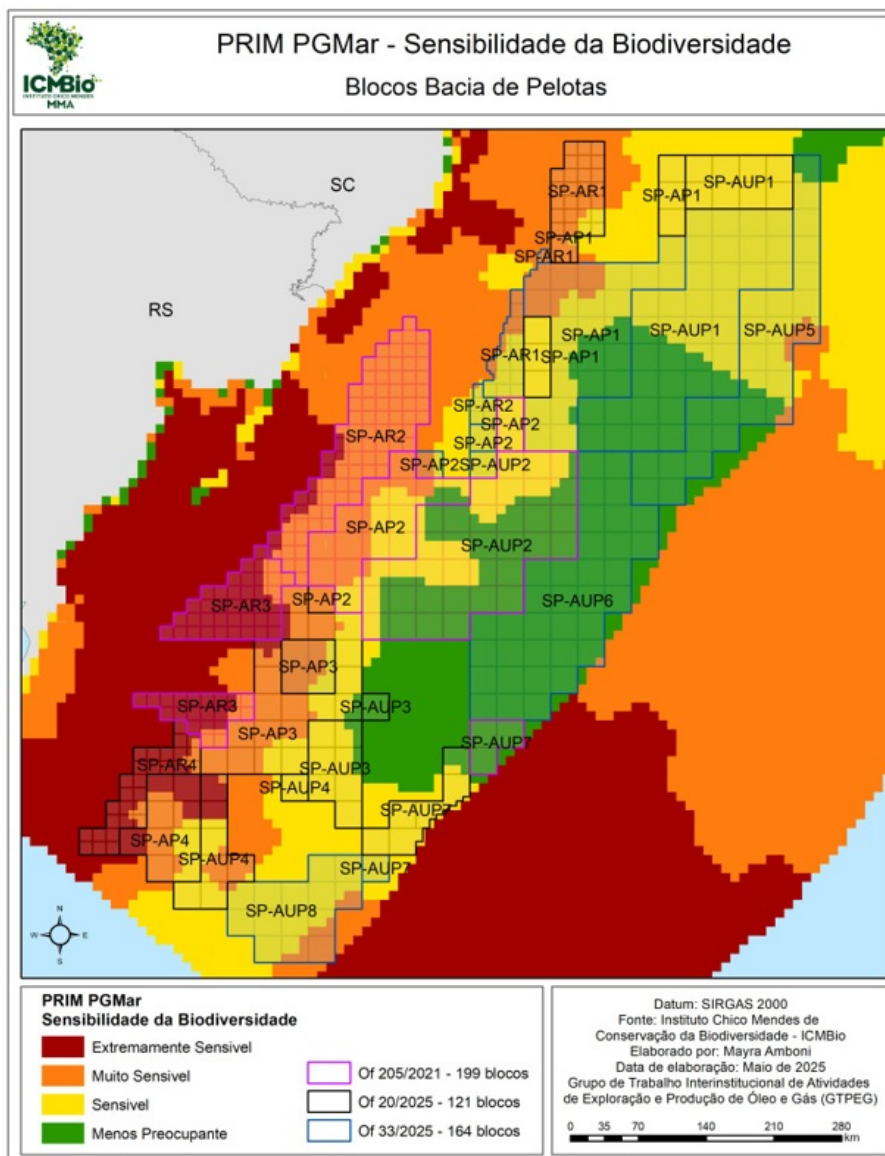 PRIM PGMar - Sensibilidade da Biodiversidade
Blocos Bacia de Pelotas
ICMBio
INSTITUTO CHICO MENDES
MMA
SC
RS
SP-AR1
SP-AP1
SP-AUP1
SP-AP1
SP-AR1
SP-AR1
SP-AP1
SP-AUP1
SP-AUP5
SP-AR2
SP-AP2
SP-AR2
SP-AP2
SP-AP2
SP-AUP2
SP-AP2
SP-AUP2
SP-AR3
SP-AP2
SP-AUP6
SP-AP3
SP-AR3
SP-AUP3
SP-AP3
SP-AUP7
SP-AR4
SP-AUP3
SP-AUP4
SP-AUP7
SP-AP4
SP-AUP4
SP-AUP7
SP-AUP8
N
W
E
S
PRIM PGMar
Sensibilidade da Biodiversidade
Extremamente Sensivel
Muito Sensivel
Sensivel
Menos Preocupante
Of 205/2021 - 199 blocos
Of 20/2025 - 121 blocos
Of 33/2025 - 164 blocos
Datum: SIRGAS 2000
Fonte: Instituto Chico Mendes de
Conservação da Biodiversidade - ICMBio
Elaborado por: Mayra Amboni
Data de elaboração: Maio de 2025
Grupo de Trabalho Interinstitucional de Atividades
de Exploração e Produção de Óleo e Gás (GTPEG)
0 35 70 140 210 280
km